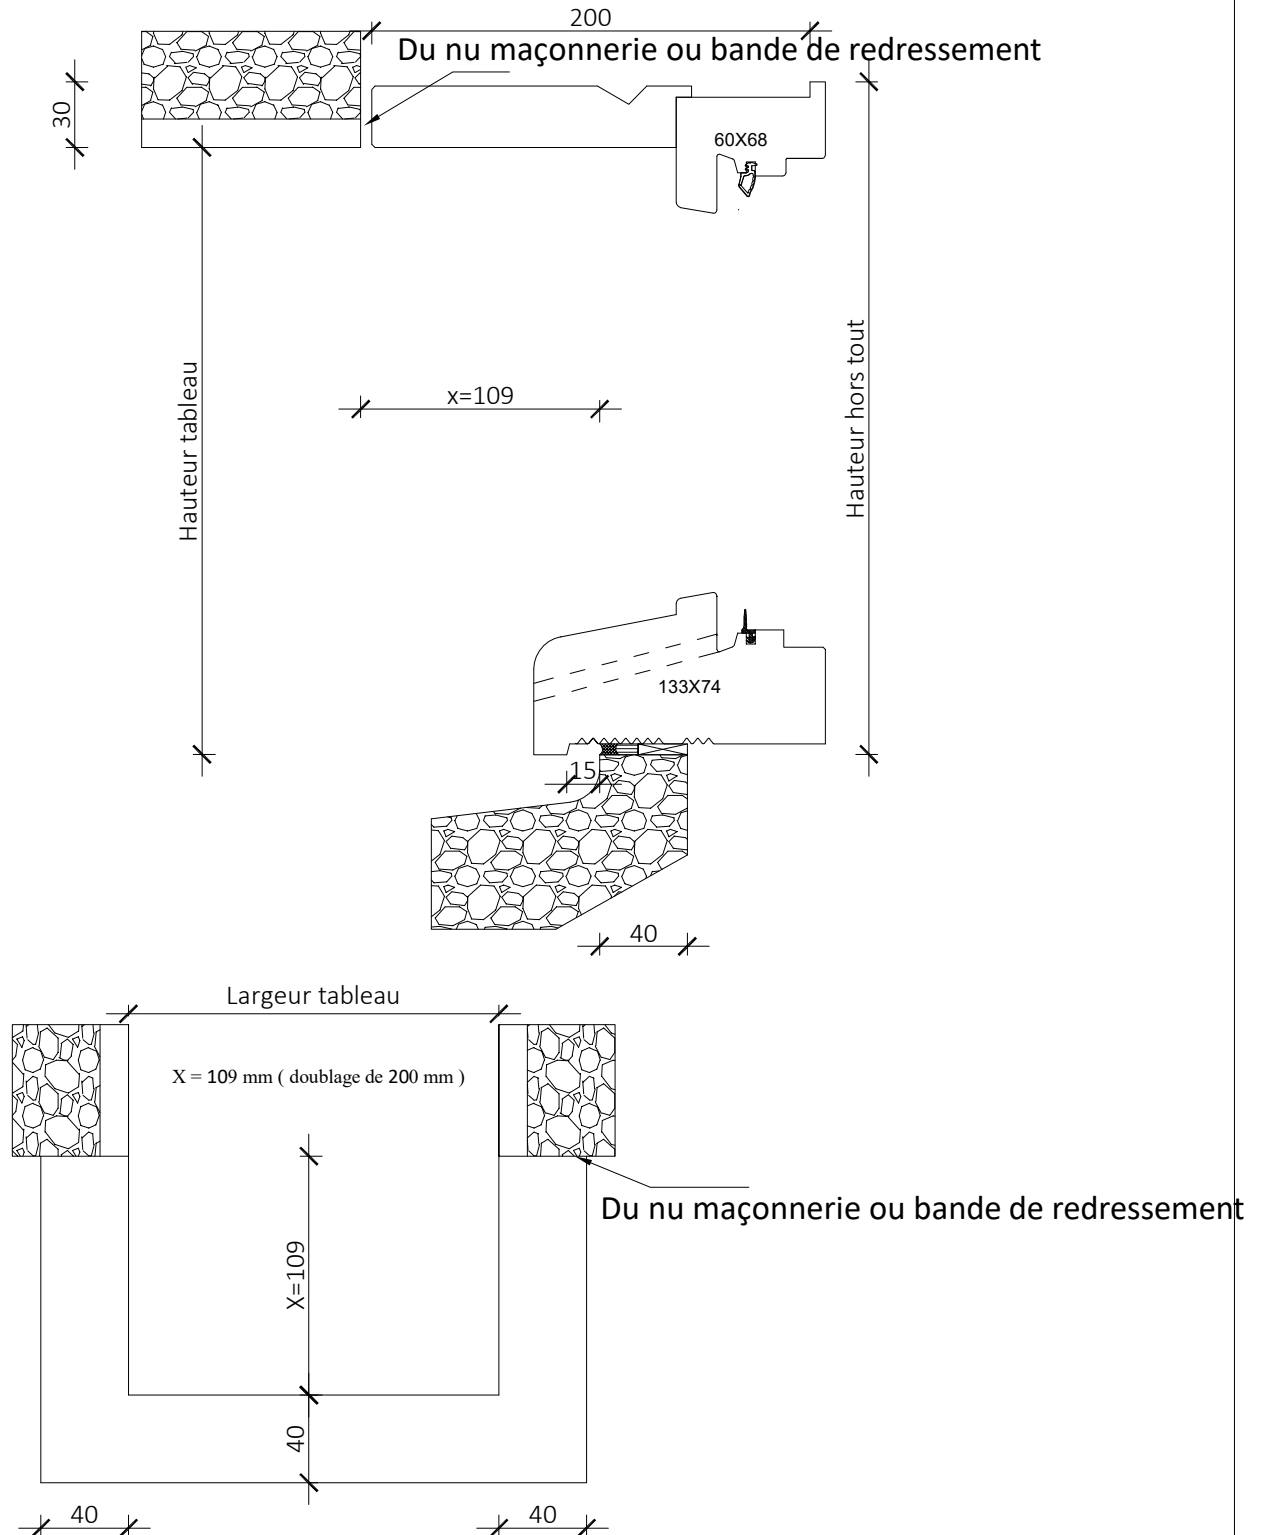 200
Du nu maçonnerie ou bande de redressement
30
60X68
Hauteur tableau
x=109
Hauteur hors tout
133X74
15
40
Largeur tableau
X = 109 mm ( doublage de 200 mm )
Du nu maçonnerie ou bande de redressement
X=109
40
40
40